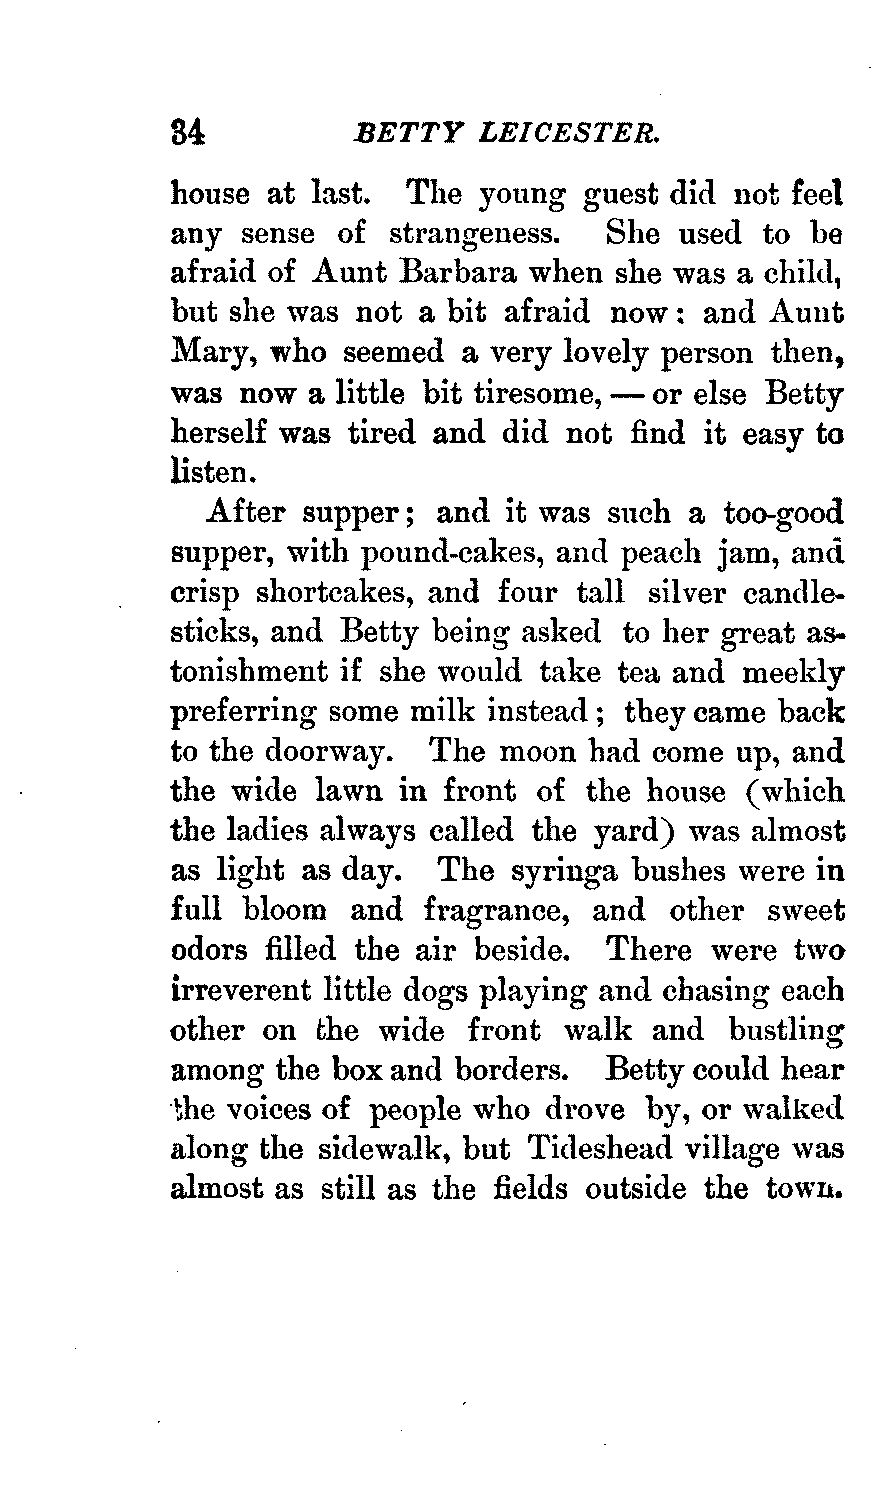 34 BETTY LEICESTER.
house at last. The young guest did not feel
any sense of strangeness. She used to be
afraid of Aunt Barbara when she was a child,
but she was not a bit afraid now: and Aunt
Mary, who seemed a very lovely person then,
was now a little bit tiresome, — or else Betty
herself was tired and did not find it easy to
listen.
After supper; and it was such a too-good
supper, with pound-cakes, and peach jam, and
crisp shortcakes, and four tall silver candle-
sticks, and Betty being asked to her great as-
tonishment if she would take tea and meekly
preferring some milk instead; they came back
to the doorway. The moon had come up, and
the wide lawn in front of the house (which
the ladies always called the yard) was almost
as light as day. The syringa bushes were in
full bloom and fragrance, and other sweet
odors filled the air beside. There were two
irreverent little dogs playing and chasing each
other on the wide front walk and bustling
among the box and borders. Betty could hear
the voices of people who drove by, or walked
along the sidewalk, but Tideshead village was
almost as still as the fields outside the town.